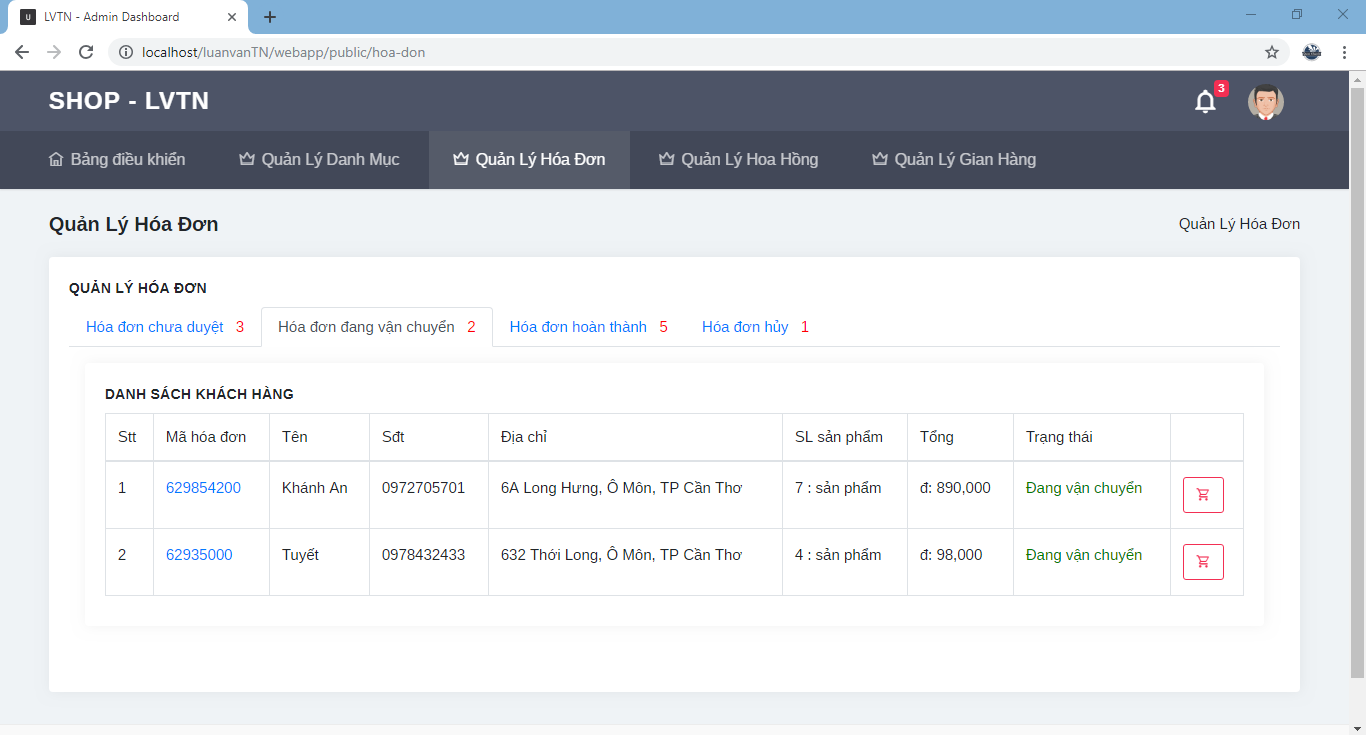 U LVTN - Admin Dashboard
localhost/luanvanTN/webapp/public/hoa-don
SHOP - LVTN
3
Bảng điều khiển Quản Lý Danh Mục Quản Lý Hóa Đơn Quản Lý Hoa Hồng Quản Lý Gian Hàng
Quản Lý Hóa Đơn Quản Lý Hóa Đơn
QUẢN LÝ HÓA ĐƠN
Hóa đơn chưa duyệt 3 Hóa đơn đang vận chuyển 2 Hóa đơn hoàn thành 5 Hóa đơn hủy 1
DANH SÁCH KHÁCH HÀNG
Stt Mã hóa đơn Tên Sđt Địa chỉ SL sản phẩm Tổng Trạng thái
1 629854200 Khánh An 0972705701 6A Long Hưng, Ô Môn, TP Cần Thơ 7 : sản phẩm đ: 890,000 Đang vận chuyển
2 62935000 Tuyết 0978432433 632 Thới Long, Ô Môn, TP Cần Thơ 4 : sản phẩm đ: 98,000 Đang vận chuyển